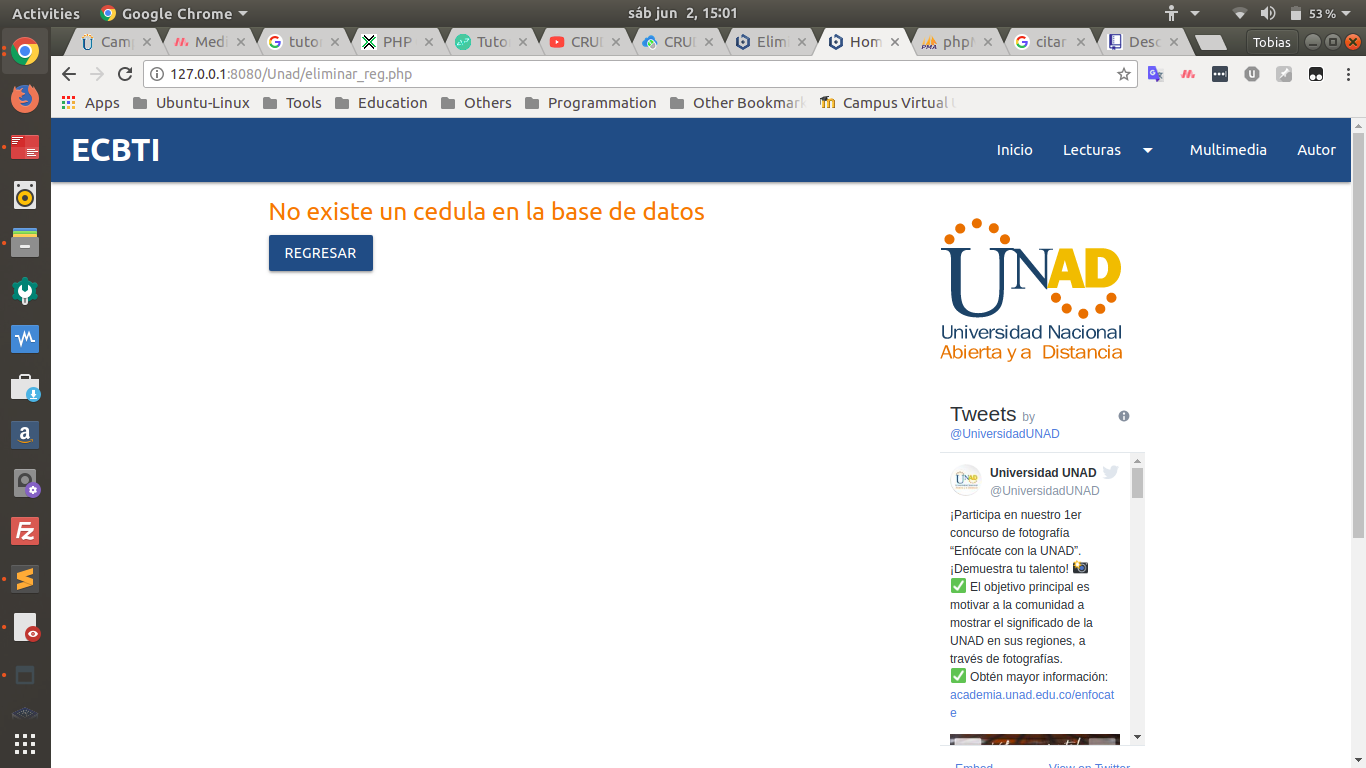 Activities
Google Chrome
sáb jun 2, 15:01
53 %
Camp
Medi
tutor
PHP
Tutor
CRUD
CRUD
Elimi
Hom
phpM
citar
Desc
Tobias
127.0.0.1:8080/Unad/eliminar_reg.php
Apps
Ubuntu-Linux
Tools
Education
Others
Programmation
Other Bookmark
Campus Virtual U
ECBTI
Inicio
Lecturas
Multimedia
Autor
No existe un cedula en la base de datos
REGRESAR
UNAD
Universidad Nacional
Abierta y a Distancia
Tweets by
@UniversidadUNAD
Universidad UNAD
@UniversidadUNAD
¡Participa en nuestro 1er
concurso de fotografía
“Enfócate con la UNAD”.
¡Demuestra tu talento! 📸
✅ El objetivo principal es
motivar a la comunidad a
mostrar el significado de la
UNAD en sus regiones, a
través de fotografías.
✅ Obtén mayor información:
academia.unad.edu.co/enfocat
e
Embed
View on Twitter